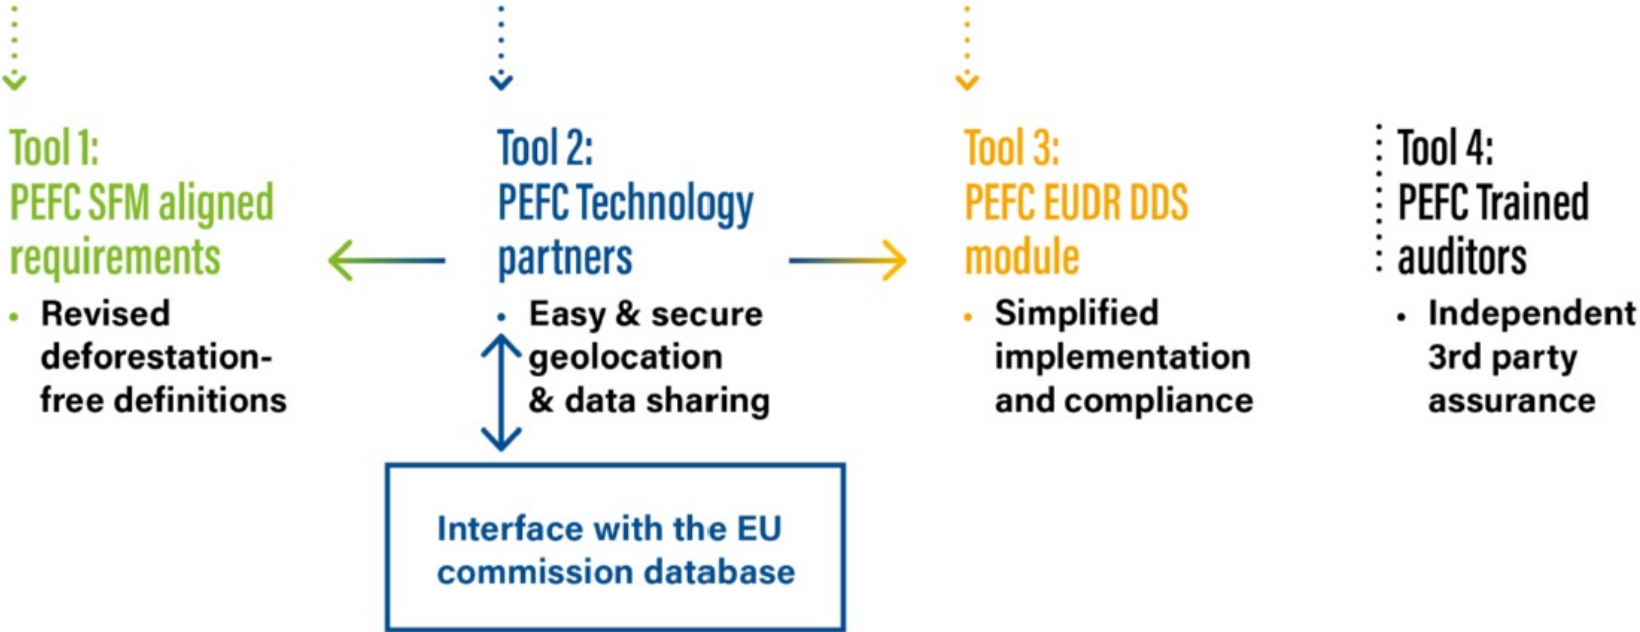 Tool 1:
PEFC SFM aligned
requirements
• Revised
deforestation-
free definitions
Tool 2:
PEFC Technology
partners
• Easy & secure
geolocation
& data sharing
Interface with the EU
commission database
Tool 3:
PEFC EUDR DDS
module
• Simplified
implementation
and compliance
Tool 4:
PEFC Trained
auditors
• Independent
3rd party
assurance